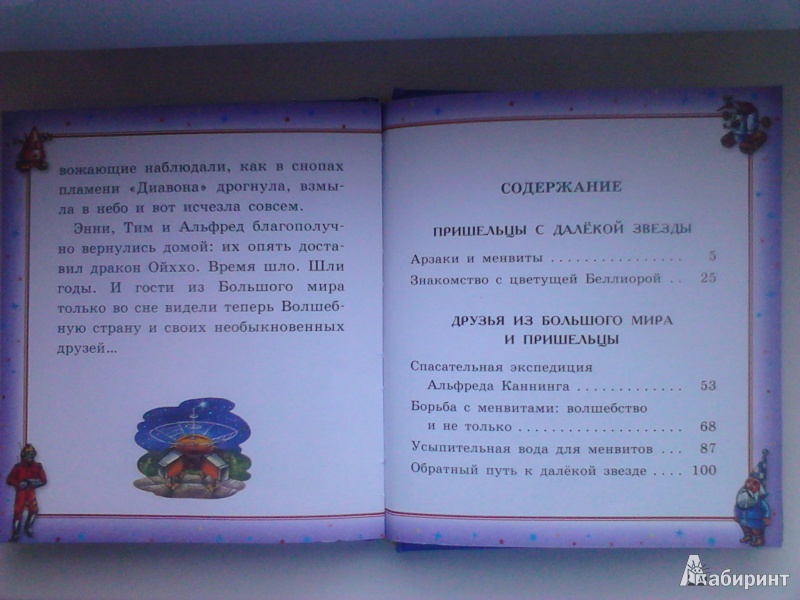 вожающие наблюдали, как в снопах
пламени «Диавона» дрогнула, взмы-
ла в небо и вот исчезла совсем.
Энни, Тим и Альфред благополуч-
но вернулись домой: их опять доста-
вил дракон Ойххо. Время шло. Шли
годы. И гости из Большого мира
только во сне видели теперь Волшеб-
ную страну и своих необыкновенных
друзей...
СОДЕРЖАНИЕ
ПРИШЕЛЬЦЫ С ДАЛЁКОЙ ЗВЕЗДЫ
Арзаки и менвиты . . . . . . . . . . . . . . . . . 5
Знакомство с цветущей Беллиорой . . 25
ДРУЗЬЯ ИЗ БОЛЬШОГО МИРА
И ПРИШЕЛЬЦЫ
Спасательная экспедиция
Альфреда Каннинга . . . . . . . . . . . . . 53
Борьба с менвитами: волшебство
и не только . . . . . . . . . . . . . . . . . . . . 68
Усыпительная вода для менвитов . . . 87
Обратный путь к далёкой звезде . . . . 100
Лабиринт